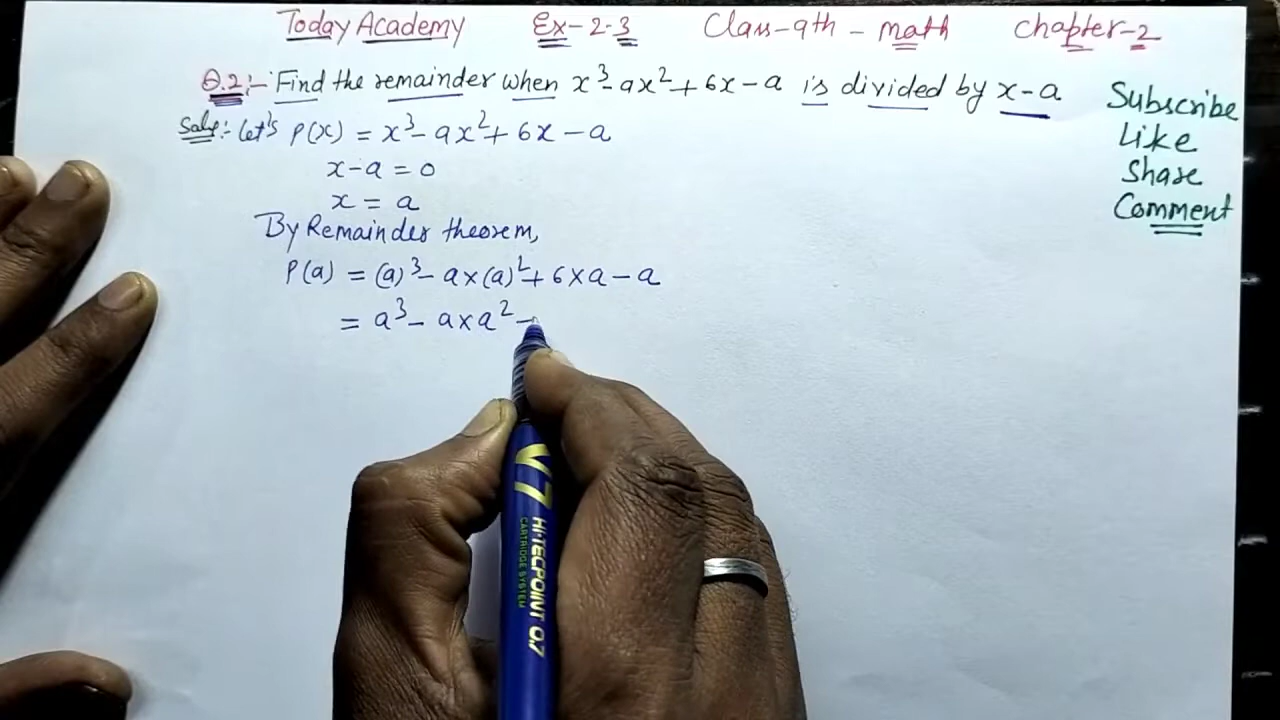 Today Academy Ex-2.3 Class-9th-math Chapter-2
Q.2:- Find the remainder when x³-ax²+6x-a is divided by x-a
Solⁿ:- Let's P(x) = x³-ax²+6x-a
x-a = 0
x = a
By Remainder theorem,
P(a) = (a)³-a×(a)²+6×a-a
= a³-a×a²-
Subscribe
Like
Share
Comment
V7
HI-TECPOINT 0.7
CARTRIDGE SYSTEM